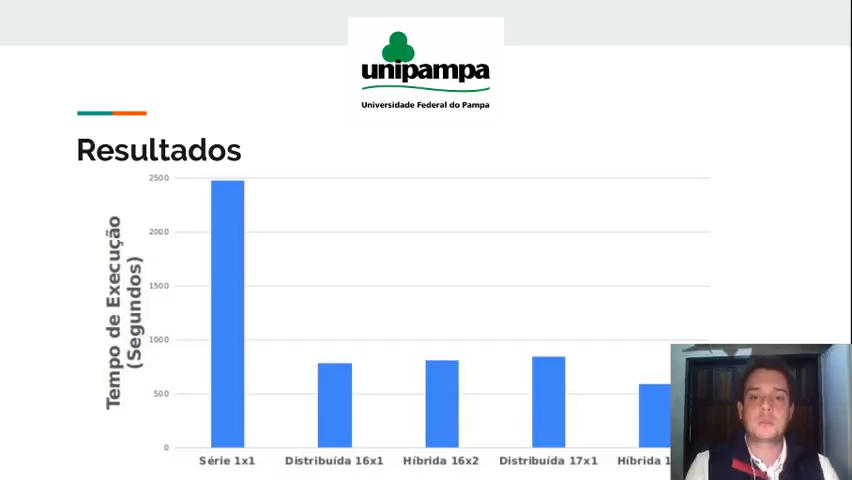 unipampa
Universidade Federal do Pampa
Resultados
Tempo de Execução
(Segundos)
2500
2000
1500
1000
500
0
Série 1x1
Distribuída 16x1
Híbrida 16x2
Distribuída 17x1
Híbrida